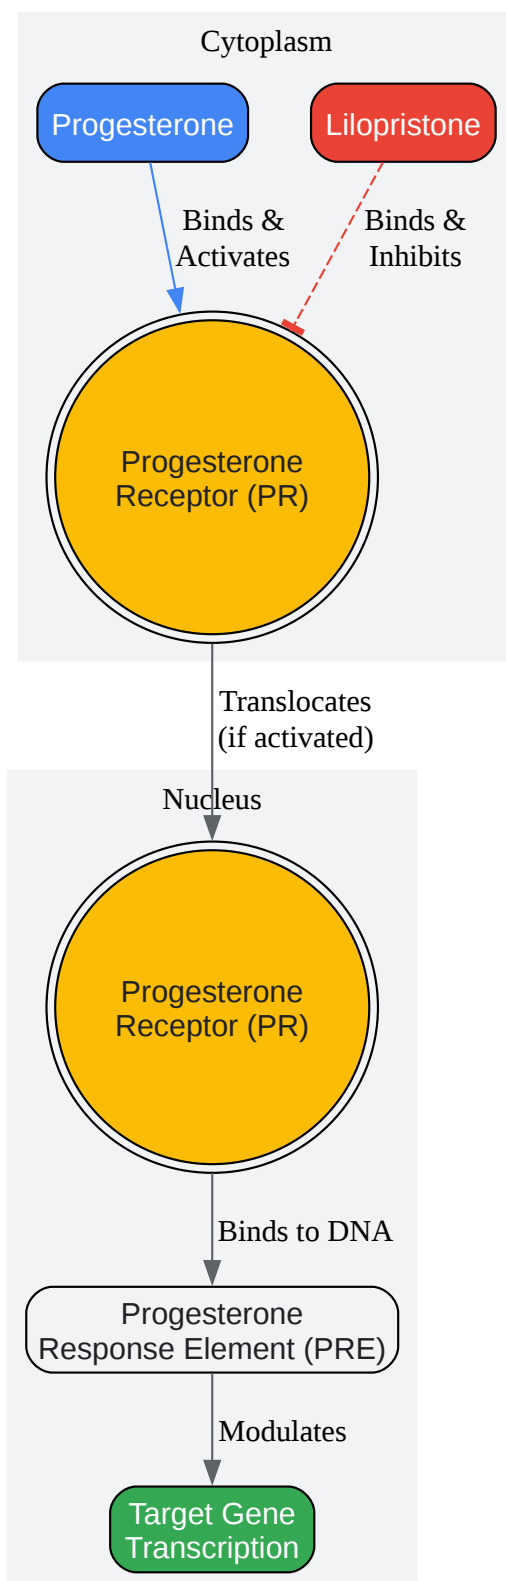 Cytoplasm
Progesterone
Lilopristone
Binds &
Activates
Binds &
Inhibits
Progesterone
Receptor (PR)
Translocates
(if activated)
Nucleus
Progesterone
Receptor (PR)
Binds to DNA
Progesterone
Response Element (PRE)
Modulates
Target Gene
Transcription